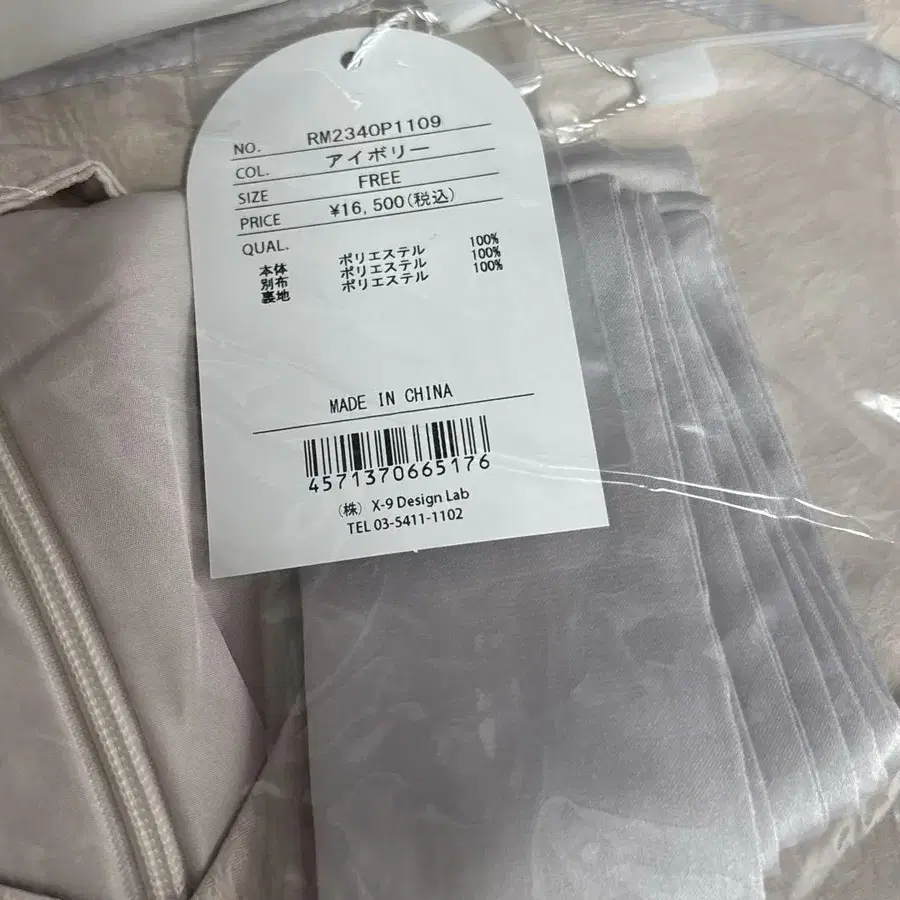 NO. RM2340P1109
COL. アイボリー
SIZE FREE
PRICE ¥16,500(税込)
QUAL.
本体 ポリエステル 100%
別布 ポリエステル 100%
裏地 ポリエステル 100%
MADE IN CHINA
4571370665176
(株) X-9 Design Lab
TEL 03-5411-1102